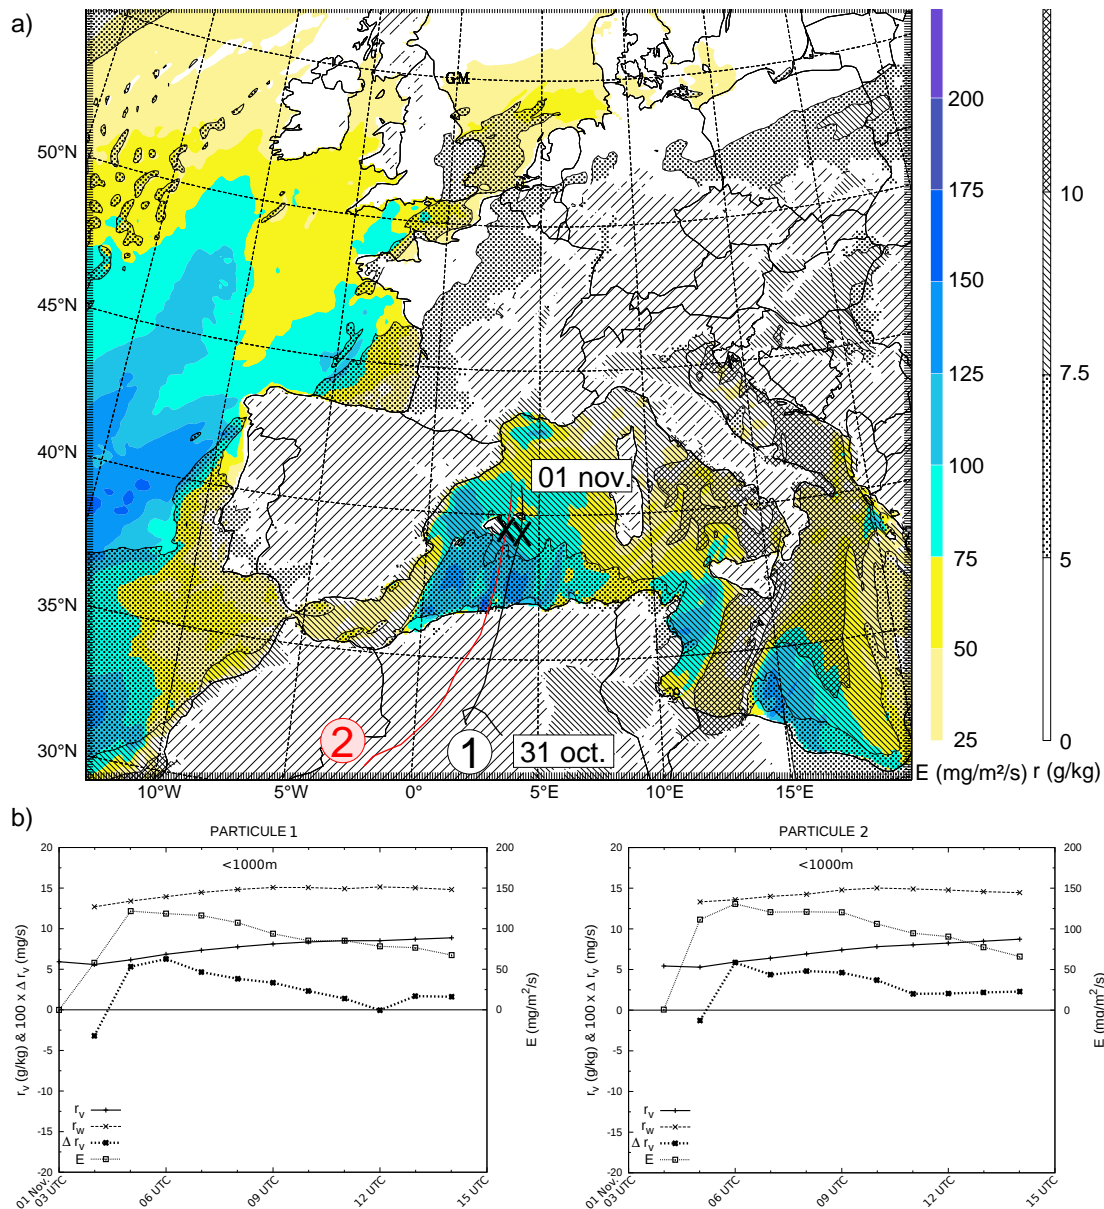 a)
GM
50°N
45°N
40°N
35°N
30°N
10°W
5°W
0°
5°E
10°E
15°E
01 nov.
31 oct.
2
1
200
175
150
125
100
75
50
25
E (mg/m²/s)
10
7.5
5
0
r (g/kg)
b)
PARTICULE 1
<1000m
20
15
10
5
0
-5
-10
-15
-20
200
150
100
50
0
r_v (g/kg) & 100 x Δ r_v (mg/s)
E (mg/m²/s)
r_v
r_w
Δ r_v
E
01 Nov.
03 UTC
06 UTC
09 UTC
12 UTC
15 UTC
PARTICULE 2
<1000m
20
15
10
5
0
-5
-10
-15
-20
200
150
100
50
0
r_v (g/kg) & 100 x Δ r_v (mg/s)
E (mg/m²/s)
r_v
r_w
Δ r_v
E
01 Nov.
03 UTC
06 UTC
09 UTC
12 UTC
15 UTC